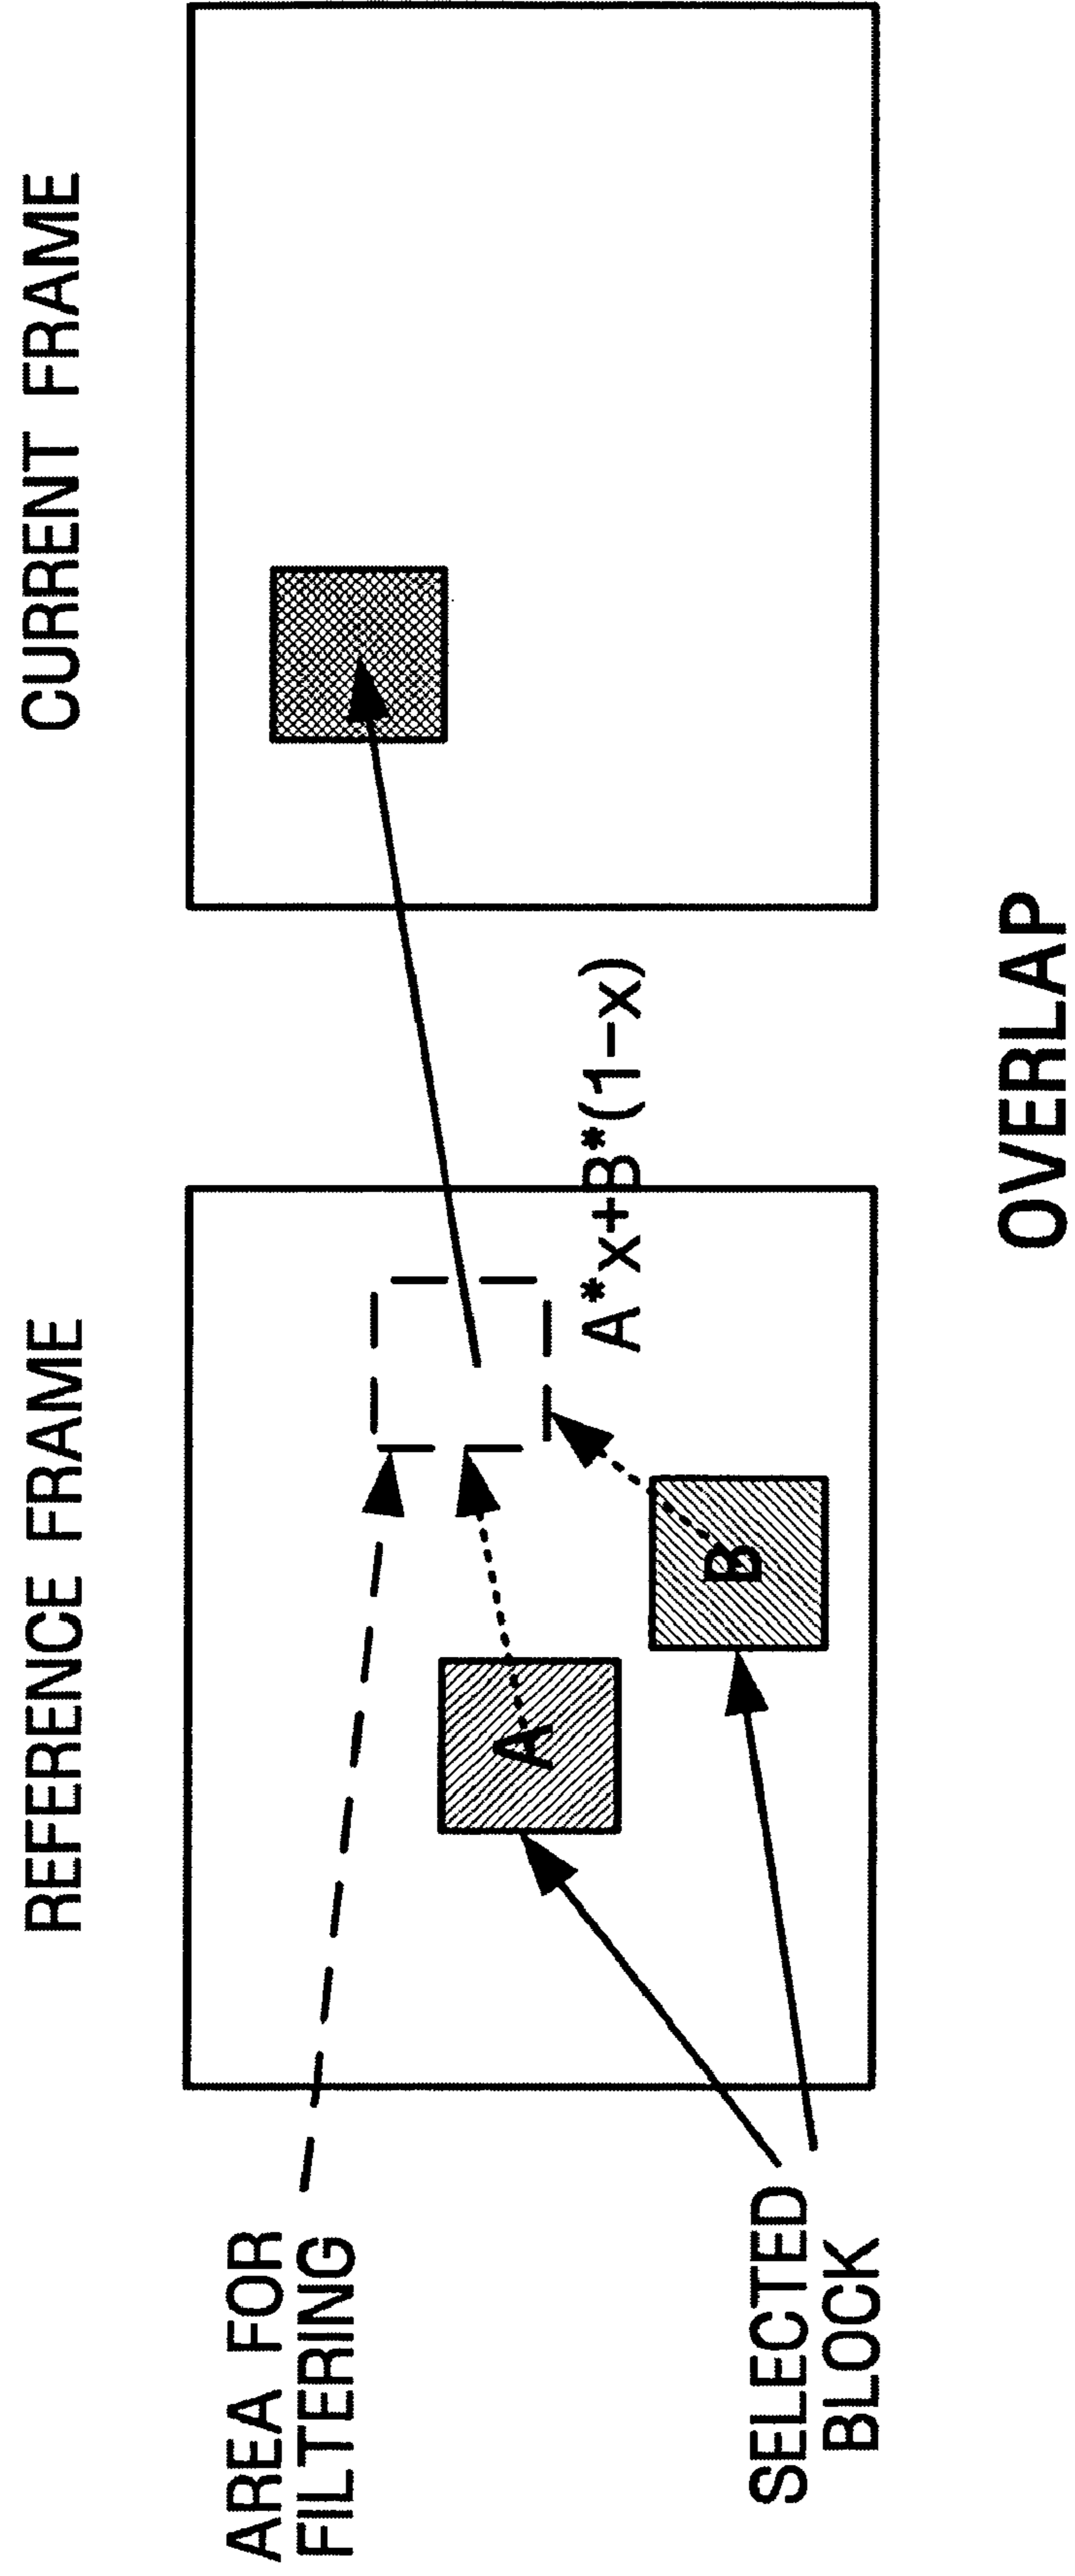 REFERENCE FRAME
CURRENT FRAME
AREA FOR
FILTERING
A
B
A*x+B*(1-x)
SELECTED
BLOCK
OVERLAP